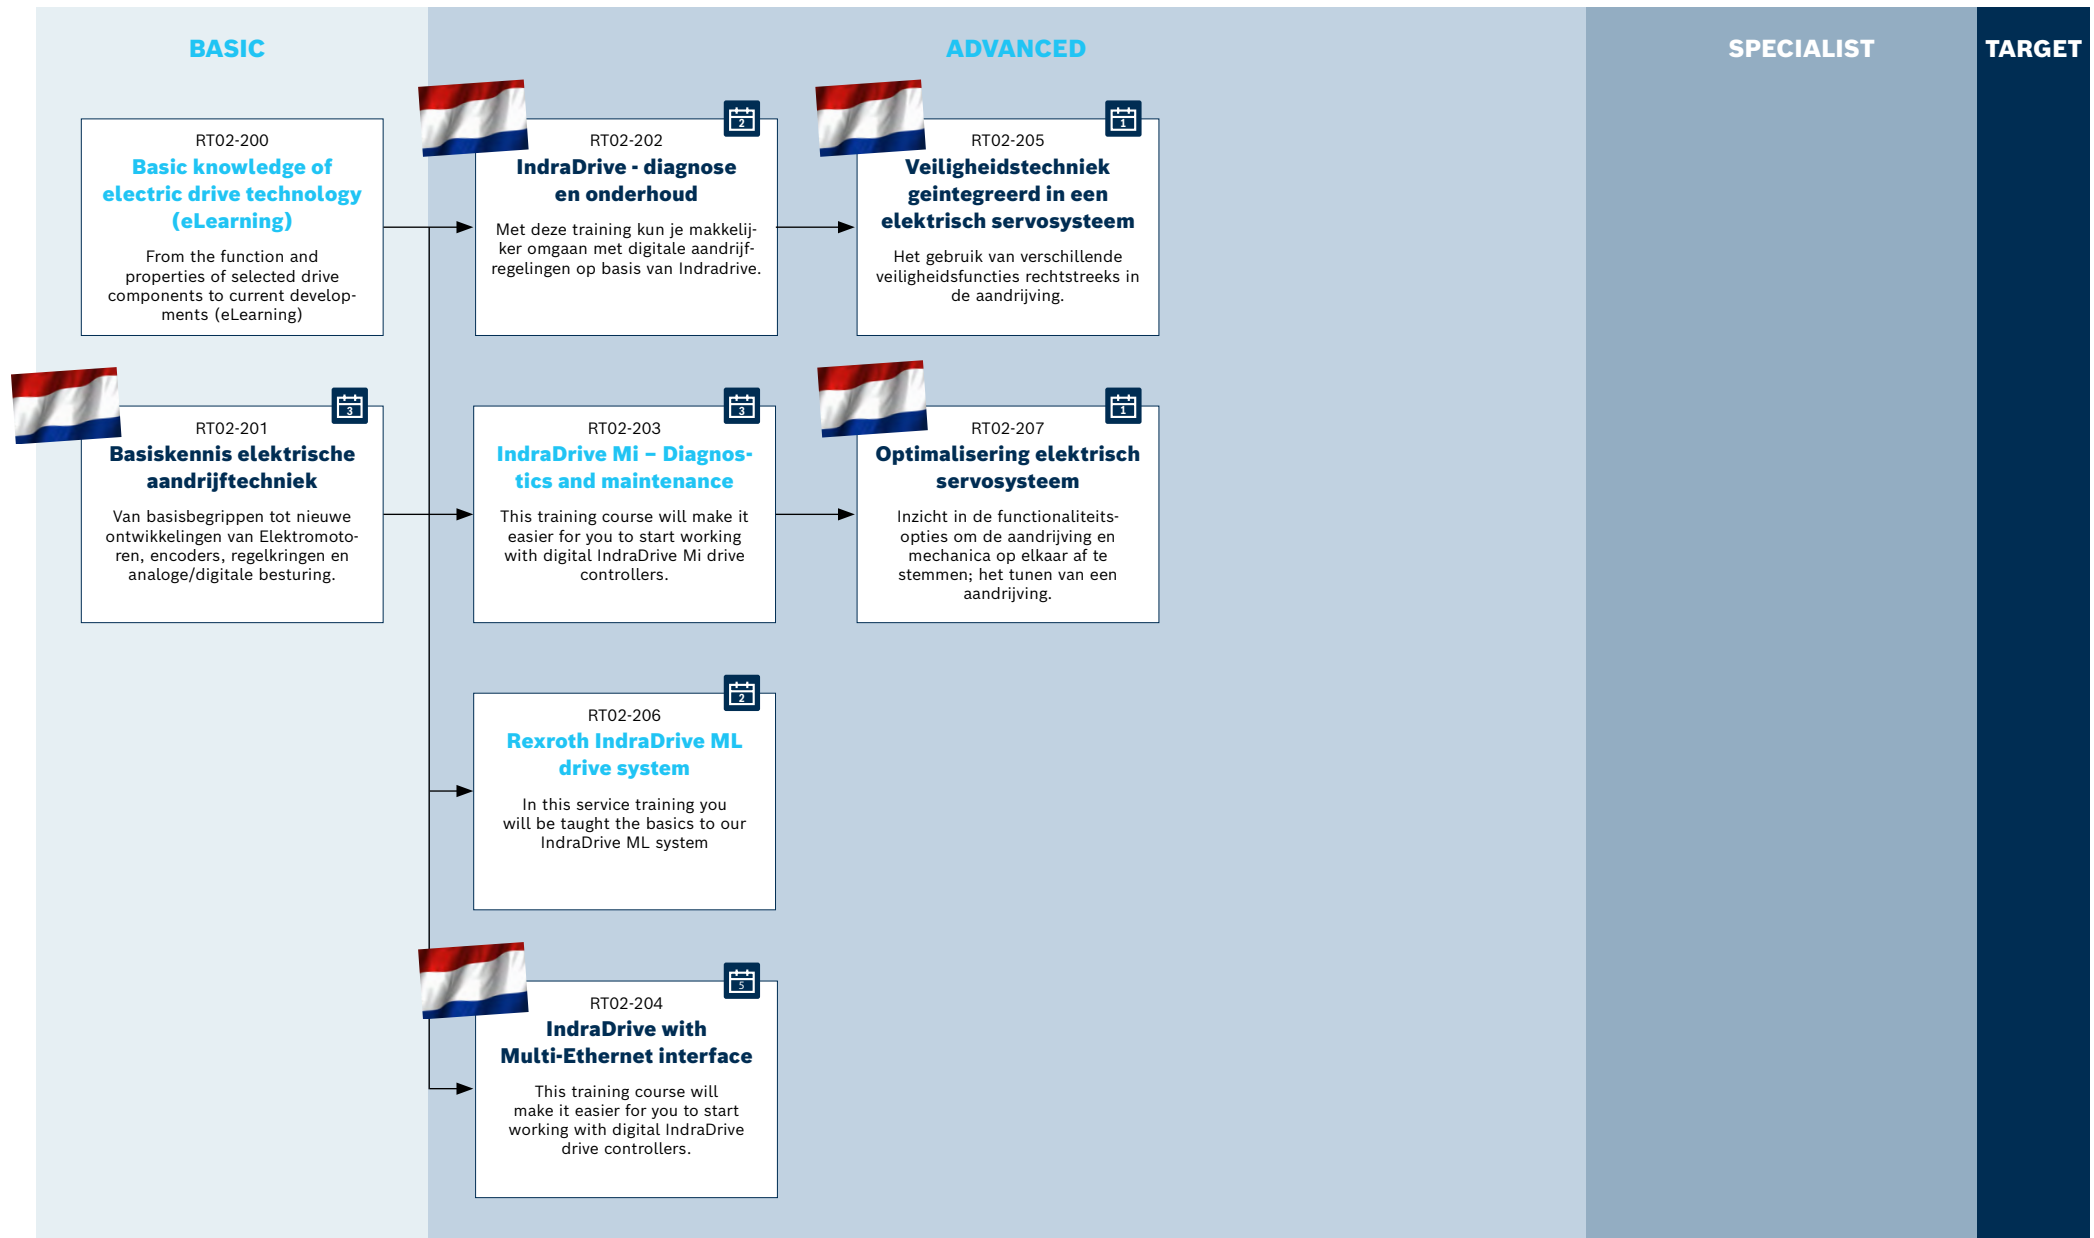 BASIC
ADVANCED
SPECIALIST
TARGET
RT02-200
Basic knowledge of
electric drive technology
(eLearning)
From the function and
properties of selected drive
components to current develop-
ments (eLearning)
2
RT02-202
IndraDrive - diagnose
en onderhoud
Met deze training kun je makkelij-
ker omgaan met digitale aandrijf-
regelingen op basis van Indradrive.
1
RT02-205
Veiligheidstechniek
geintegreerd in een
elektrisch servosysteem
Het gebruik van verschillende
veiligheidsfuncties rechtstreeks in
de aandrijving.
3
RT02-201
Basiskennis elektrische
aandrijftechniek
Van basisbegrippen tot nieuwe
ontwikkelingen van Elektromoto-
ren, encoders, regelkringen en
analoge/digitale besturing.
3
RT02-203
IndraDrive Mi – Diagnos-
tics and maintenance
This training course will make it
easier for you to start working
with digital IndraDrive Mi drive
controllers.
1
RT02-207
Optimalisering elektrisch
servosysteem
Inzicht in de functionaliteits-
opties om de aandrijving en
mechanica op elkaar af te
stemmen; het tunen van een
aandrijving.
2
RT02-206
Rexroth IndraDrive ML
drive system
In this service training you
will be taught the basics to our
IndraDrive ML system
5
RT02-204
IndraDrive with
Multi-Ethernet interface
This training course will
make it easier for you to start
working with digital IndraDrive
drive controllers.